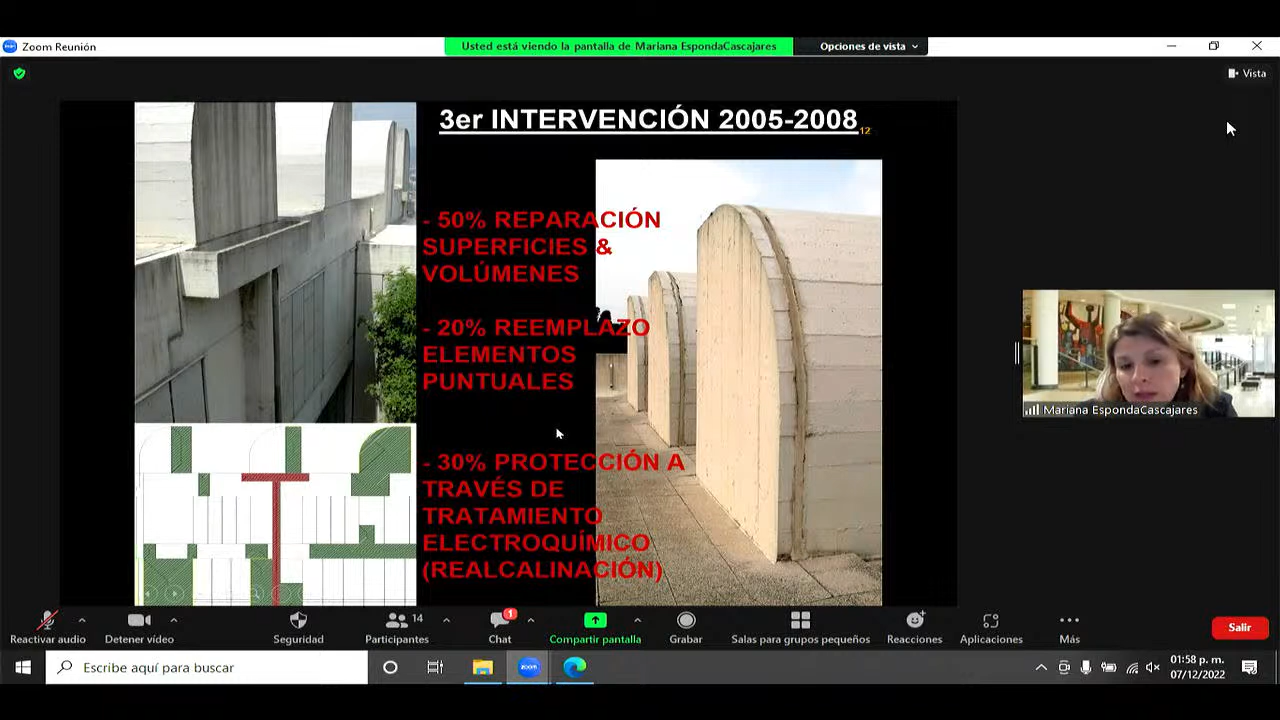 Zoom Reunión
Usted está viendo la pantalla de Mariana EspondaCascajares
Opciones de vista
Vista
3er INTERVENCIÓN 2005-2008
12
- 50% REPARACIÓN
SUPERFICIES &
VOLÚMENES
- 20% REEMPLAZO
ELEMENTOS
PUNTUALES
- 30% PROTECCIÓN A
TRAVÉS DE
TRATAMIENTO
ELECTROQUÍMICO
(REALCALINACIÓN)
Mariana EspondaCascajares
Reactivar audio
Detener vídeo
Seguridad
14
Participantes
1
Chat
Compartir pantalla
Grabar
Salas para grupos pequeños
Reacciones
Aplicaciones
Más
Salir
Escribe aquí para buscar
zoom
01:58 p. m.
07/12/2022